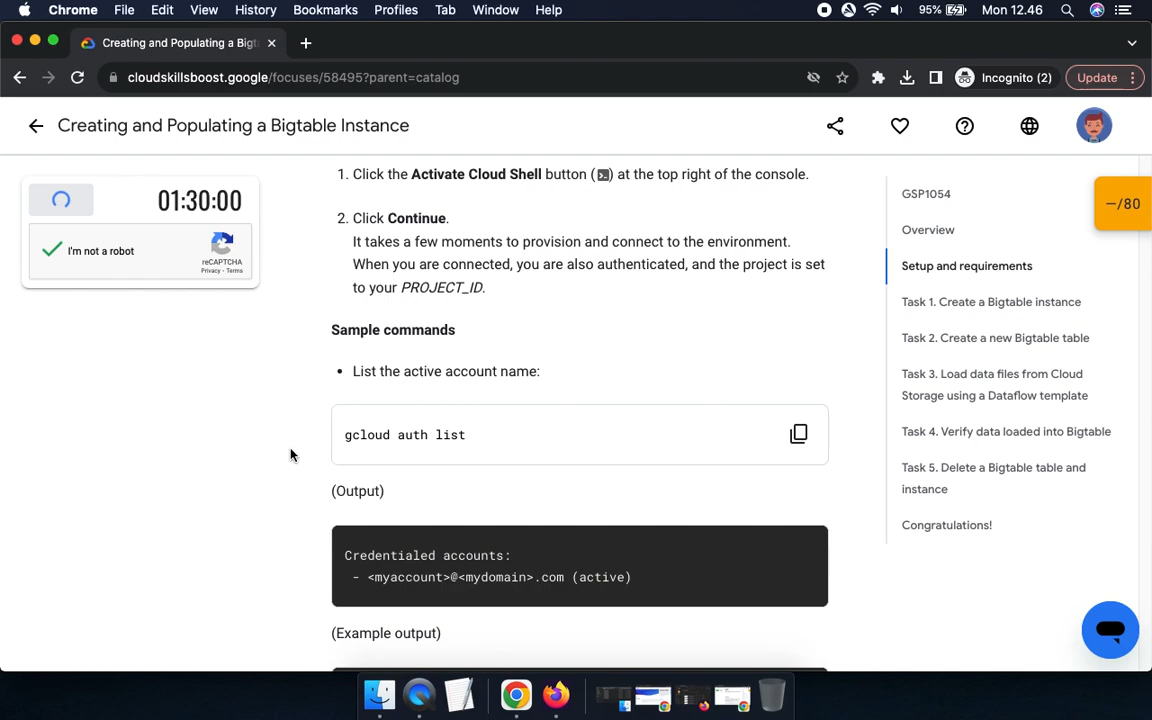 Chrome File Edit View History Bookmarks Profiles Tab Window Help 95% Mon 12.46
Creating and Populating a Bigt
cloudskillsboost.google/focuses/58495?parent=catalog Incognito (2) Update
Creating and Populating a Bigtable Instance
01:30:00
I'm not a robot
reCAPTCHA
Privacy - Terms
1. Click the Activate Cloud Shell button ( ) at the top right of the console.
2. Click Continue.
It takes a few moments to provision and connect to the environment.
When you are connected, you are also authenticated, and the project is set
to your PROJECT_ID.
Sample commands
• List the active account name:
gcloud auth list
(Output)
Credentialed accounts:
- <myaccount>@<mydomain>.com (active)
(Example output)
GSP1054
Overview
Setup and requirements
Task 1. Create a Bigtable instance
Task 2. Create a new Bigtable table
Task 3. Load data files from Cloud
Storage using a Dataflow template
Task 4. Verify data loaded into Bigtable
Task 5. Delete a Bigtable table and
instance
Congratulations!
—/80